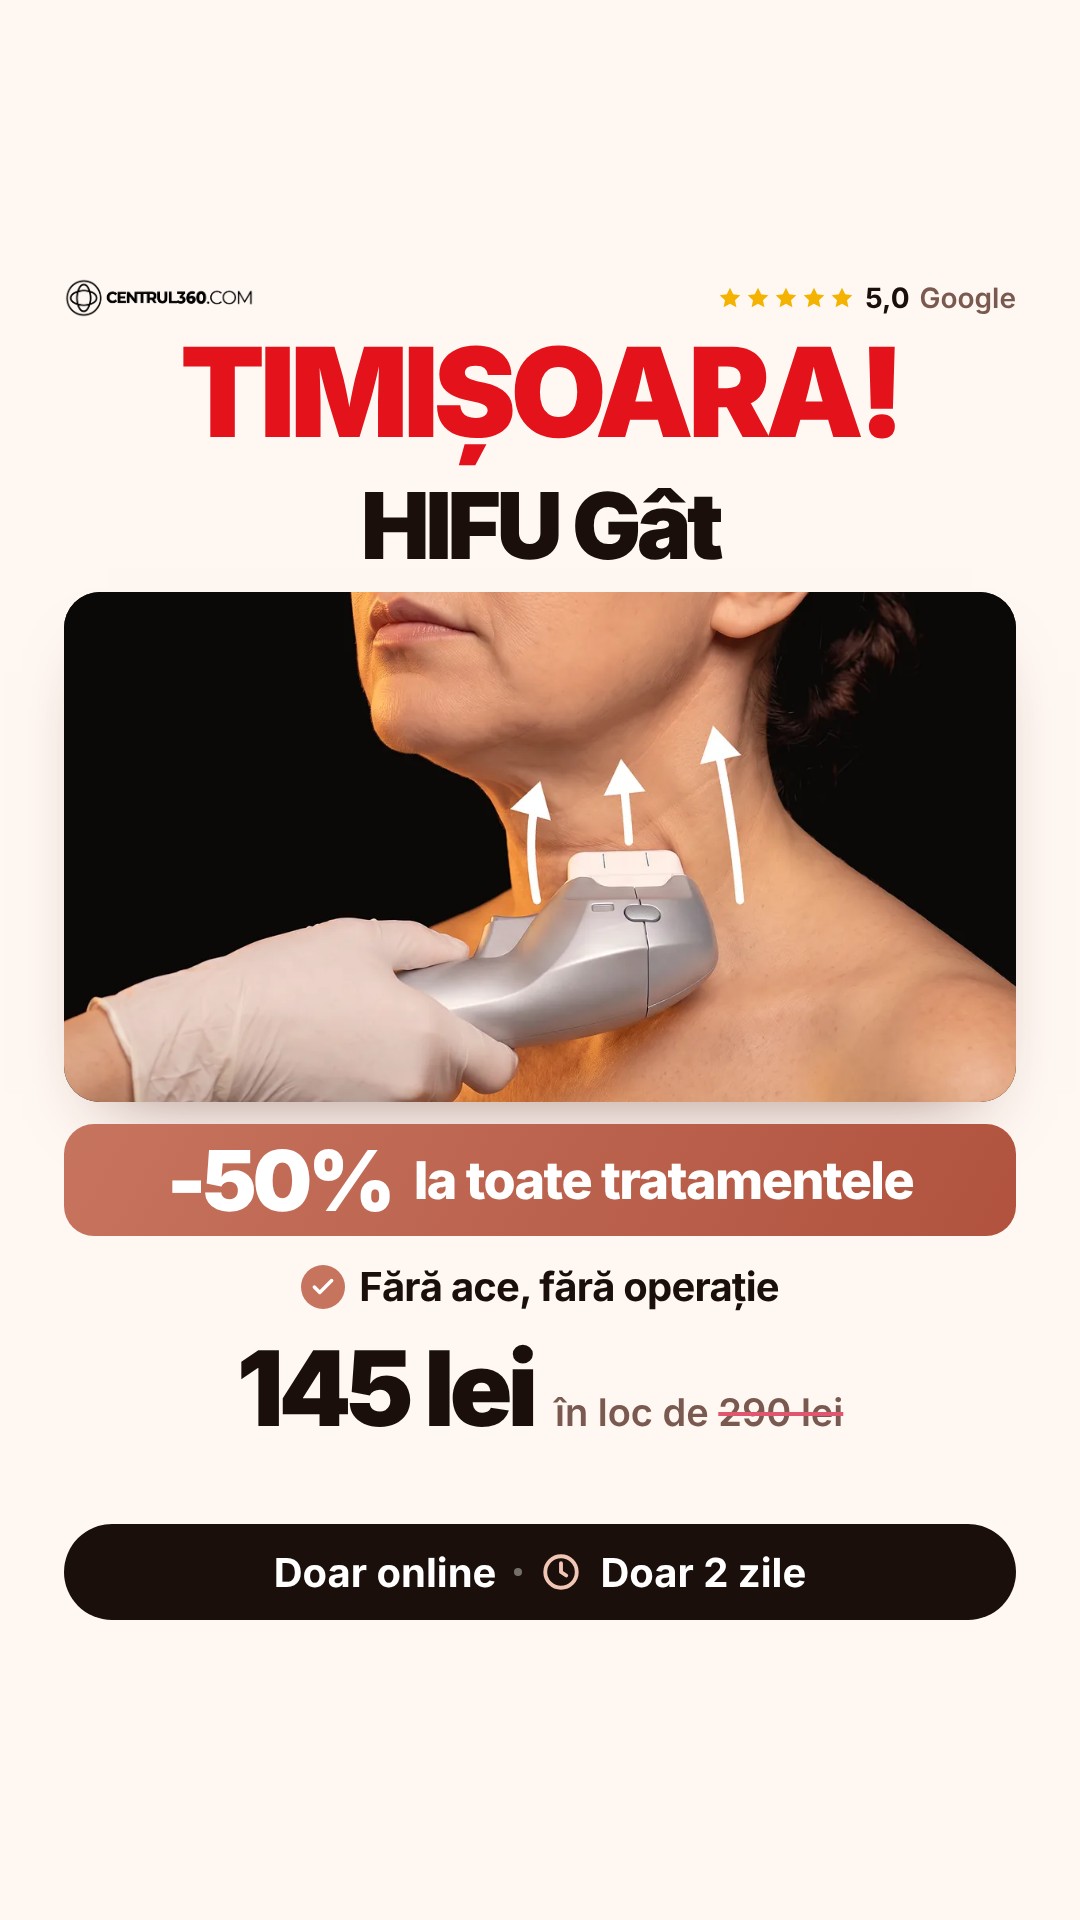 CENTRUL360.COM
5,0 Google
TIMIȘOARA!
HIFU Gât
-50% la toate tratamentele
Fără ace, fără operație
145 lei în loc de 290 lei
Doar online • Doar 2 zile